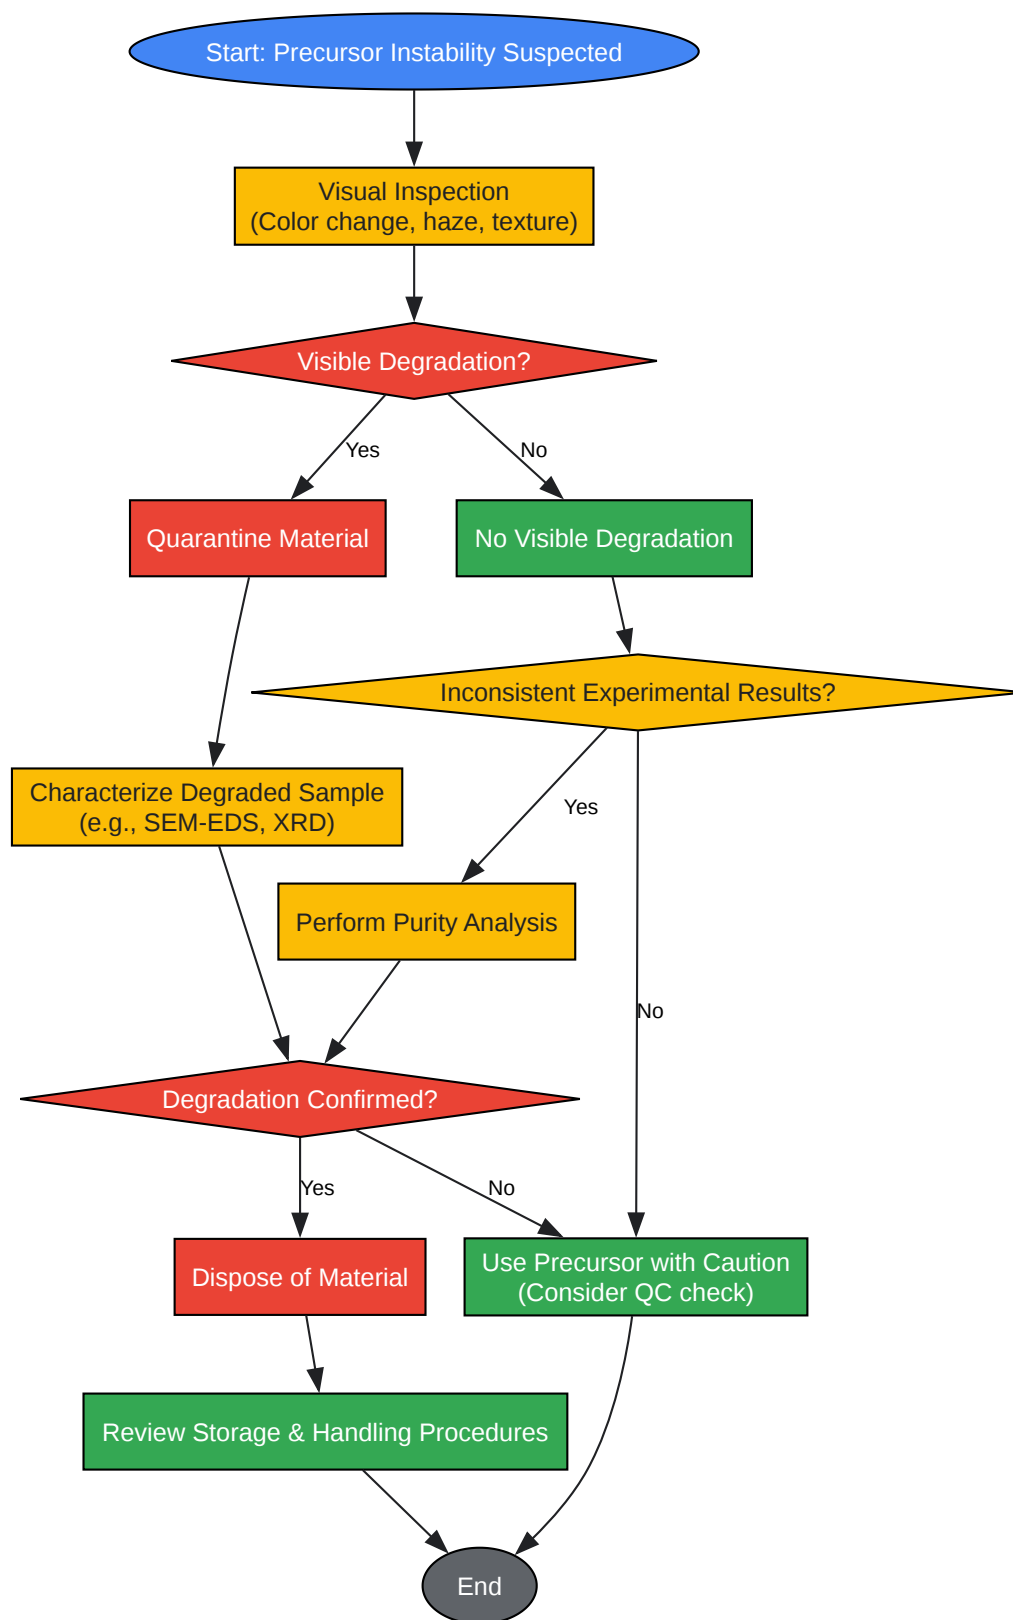 Start: Precursor Instability Suspected
Visual Inspection
(Color change, haze, texture)
Visible Degradation?
Yes
No
Quarantine Material
No Visible Degradation
Inconsistent Experimental Results?
Characterize Degraded Sample
(e.g., SEM-EDS, XRD)
Yes
Perform Purity Analysis
No
Degradation Confirmed?
Yes
No
Dispose of Material
Use Precursor with Caution
(Consider QC check)
Review Storage & Handling Procedures
End